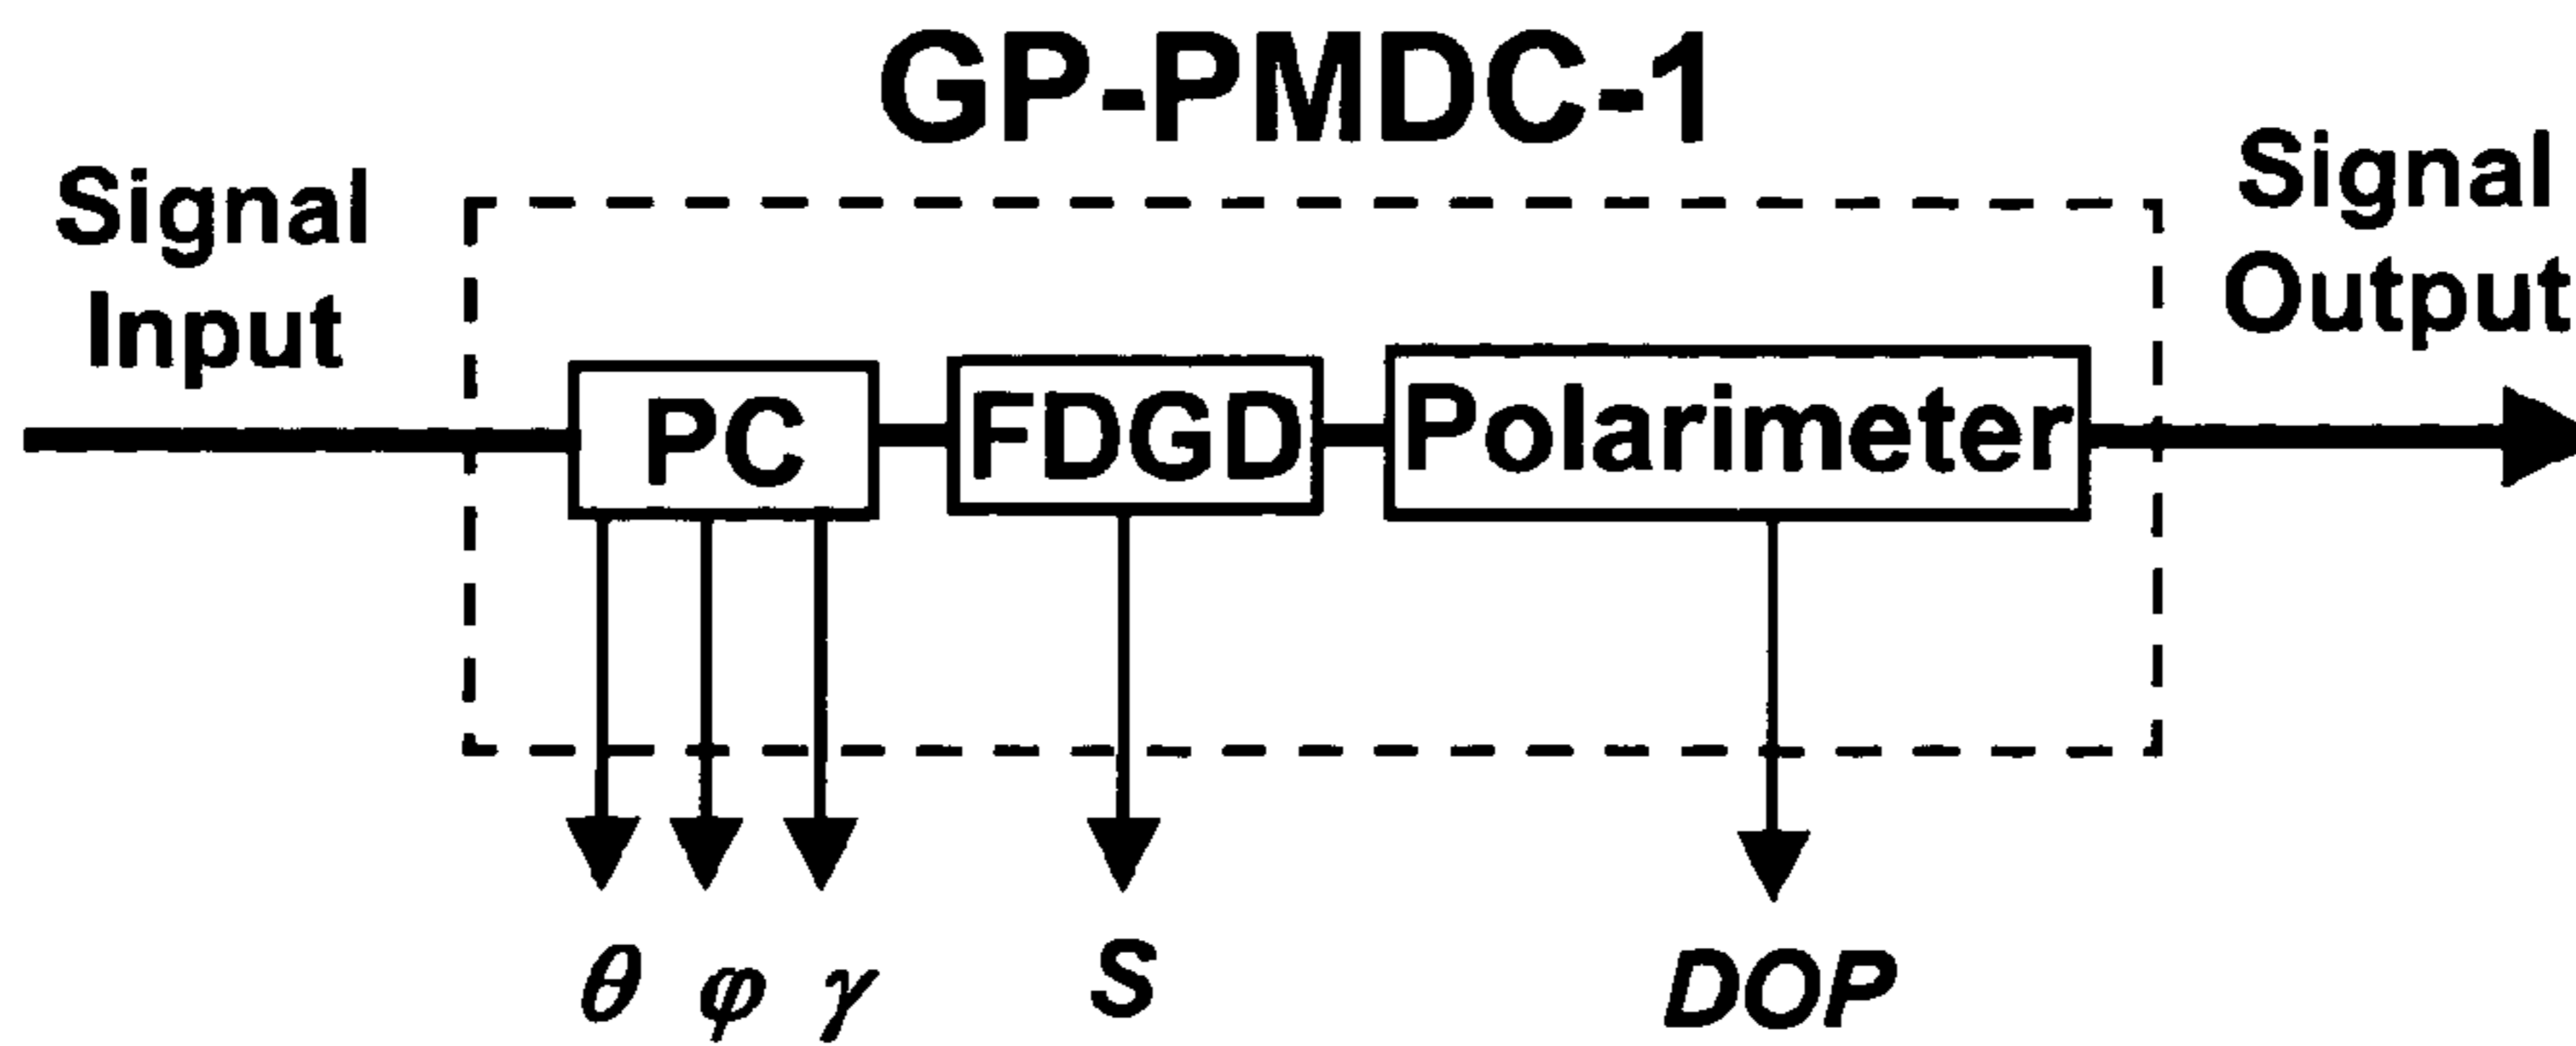 GP-PMDC-1
Signal
Input
Signal
Output
PC
FDGD
Polarimeter
θ φ γ
S
DOP